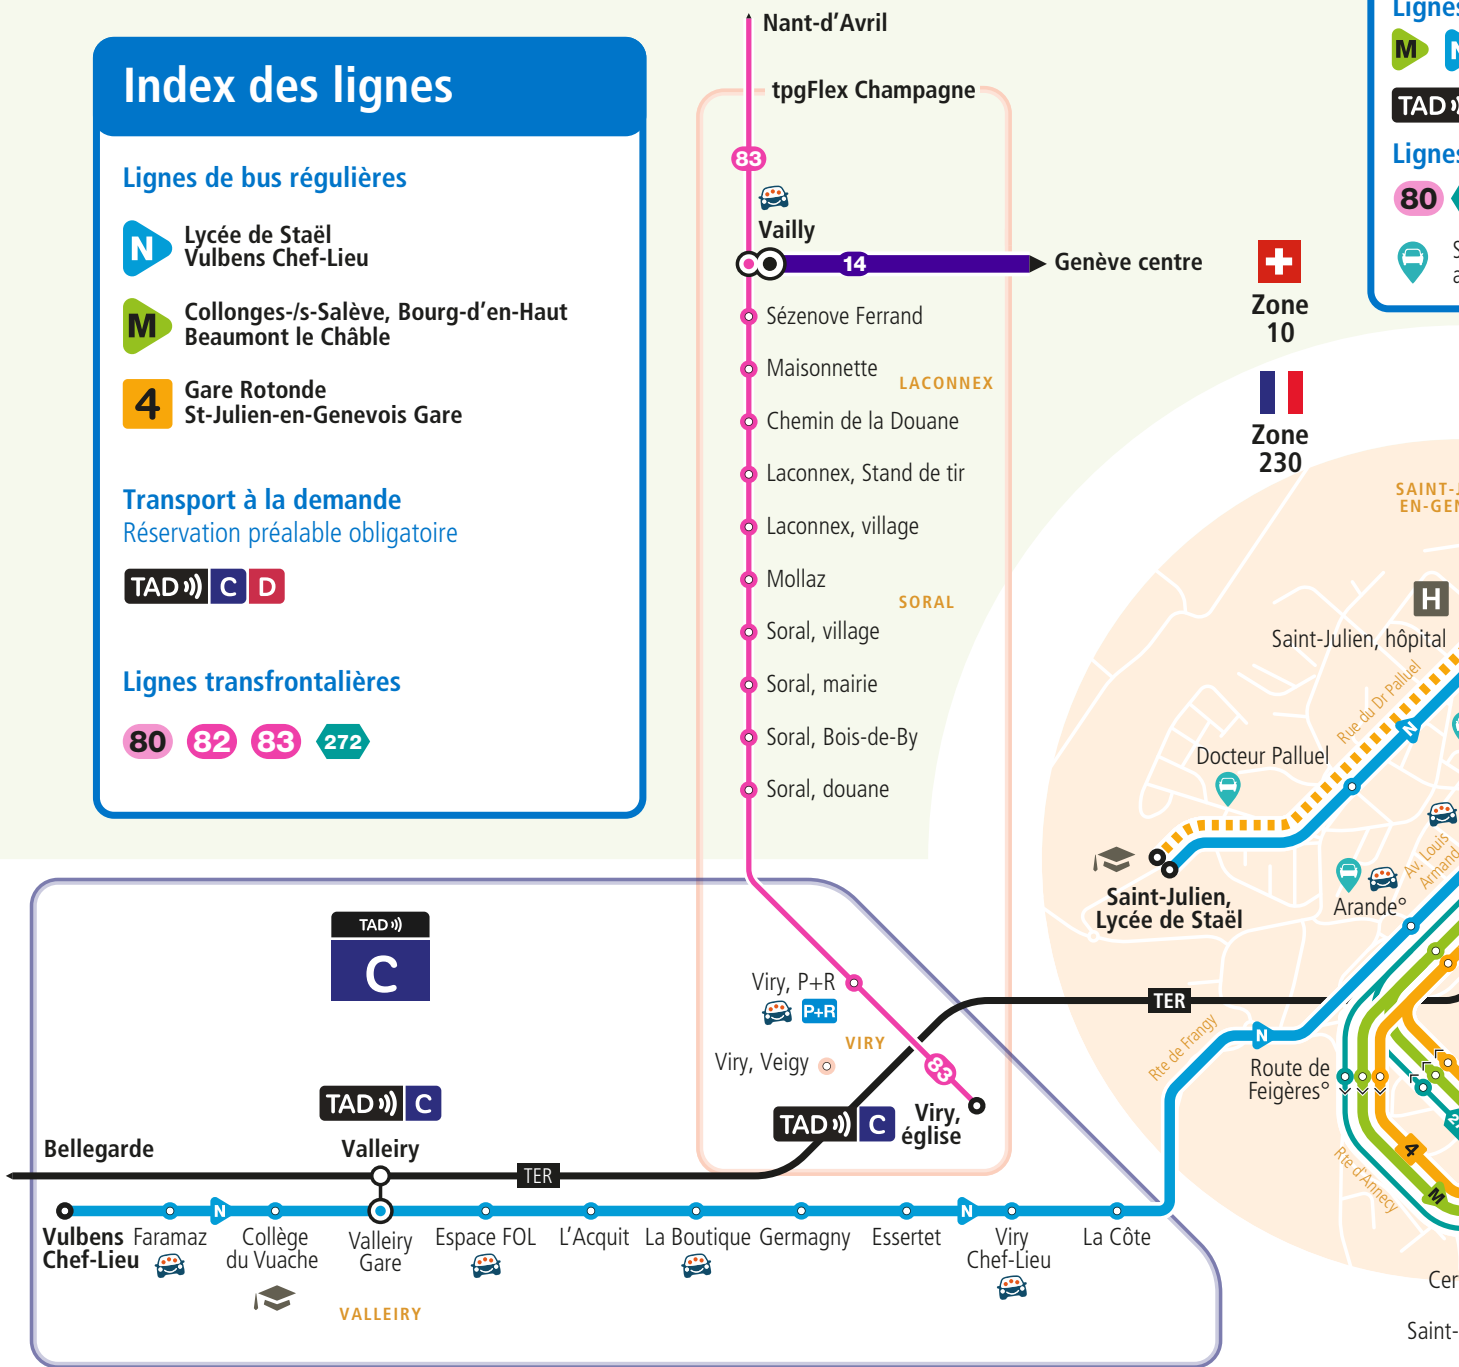 Index des lignes
Lignes de bus régulières
N
Lycée de Staël
Vulbens Chef-Lieu
M
Collonges-/s-Salève, Bourg-d'en-Haut
Beaumont le Châble
4
Gare Rotonde
St-Julien-en-Genevois Gare
Transport à la demande
Réservation préalable obligatoire
TAD C D
Lignes transfrontalières
80 82 83 272
Nant-d'Avril
tpgFlex Champagne
83
Vailly
14
Genève centre
Sézenove Ferrand
Maisonnette
LACONNEX
Chemin de la Douane
Laconnex, Stand de tir
Laconnex, village
Mollaz
SORAL
Soral, village
Soral, mairie
Soral, Bois-de-By
Soral, douane
Viry, P+R
P+R
VIRY
Viry, Veigy
83
TAD C
Viry,
église
Lignes
M N
TAD
Lignes
80
Zone
10
Zone
230
H
Saint-Julien, hôpital
Rue du Dr Palluel
N
Docteur Palluel
Saint-Julien,
Lycée de Staël
Av. Louis
Armand
Arande°
TER
Rte de Frangy
N
Route de
Feigères°
Rte d'Annecy
4
M
TAD
C
TAD C
Bellegarde
Valleiry
TER
N
N
Vulbens
Chef-Lieu
Faramaz
Collège
du Vuache
Valleiry
Gare
Espace FOL
L'Acquit
La Boutique
Germagny
Essertet
Viry
Chef-Lieu
La Côte
VALLEIRY